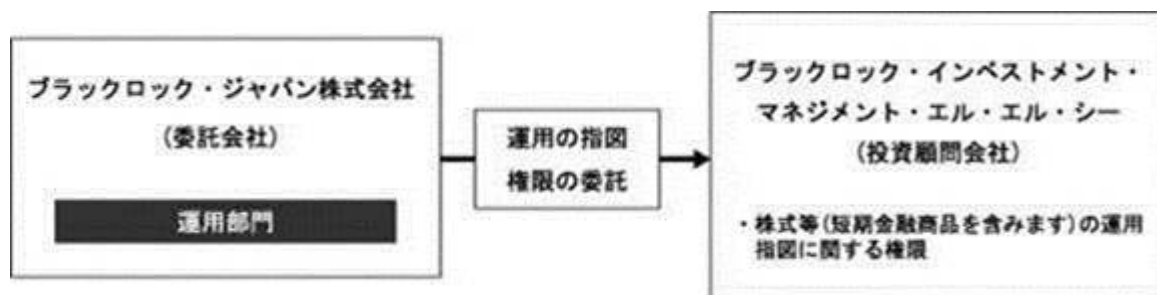 ブラックロック・ジャパン株式会社
(委託会社)
運用部門
運用の指図
権限の委託
ブラックロック・インベストメント・
マネジメント・エル・エル・シー
(投資顧問会社)
・株式等(短期金融商品を含みます)の運用
指図に関する権限